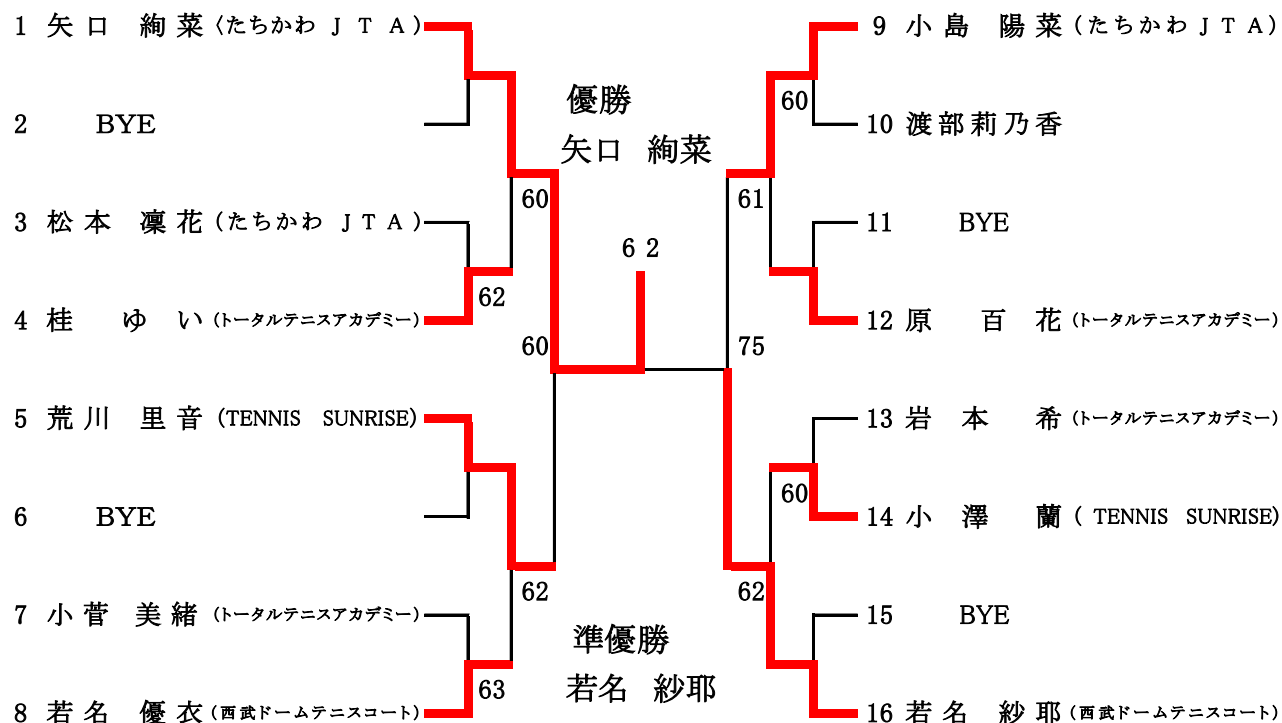 1 矢口 絢菜 (たちかわ JTA)
2 BYE
3 松本 凜花 (たちかわ JTA)
4 桂 ゆい (トータルテニスアカデミー)
5 荒川 里音 (TENNIS SUNRISE)
6 BYE
7 小菅 美緒 (トータルテニスアカデミー)
8 若名 優衣 (西武ドームテニスコート)
62
63
60
62
60
優勝
矢口 絢菜
6 2
準優勝
若名 紗耶
75
61
62
60
60
9 小島 陽菜 (たちかわ JTA)
10 渡部莉乃香
11 BYE
12 原 百花 (トータルテニスアカデミー)
13 岩本 希 (トータルテニスアカデミー)
14 小澤 蘭 ( TENNIS SUNRISE)
15 BYE
16 若名 紗耶 (西武ドームテニスコート)